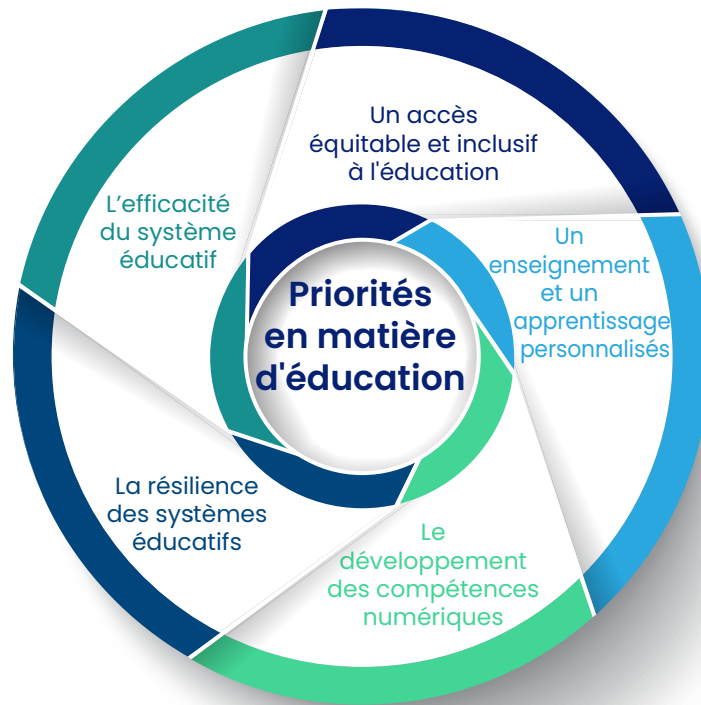 Priorités
en matière
d'éducation
Un accès
équitable et inclusif
à l'éducation
Un
enseignement
et un
apprentissage
personnalisés
Le
développement
des compétences
numériques
La résilience
des systèmes
éducatifs
L’efficacité
du système
éducatif